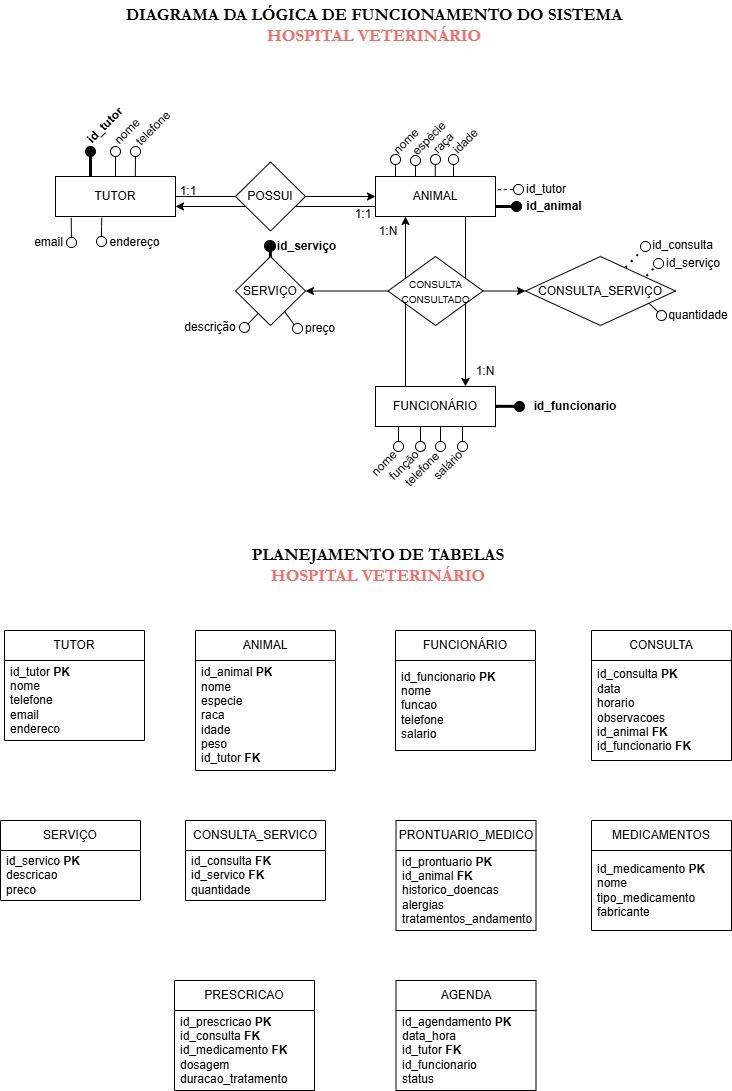 DIAGRAMA DA LÓGICA DE FUNCIONAMENTO DO SISTEMA
HOSPITAL VETERINÁRIO
id_tutor
nome
telefone
nome
espécie
raça
idade
TUTOR
1:1
POSSUI
1:1
ANIMAL
id_tutor
id_animal
email
endereço
1:N
id_serviço
SERVIÇO
descrição
preço
CONSULTA
CONSULTADO
CONSULTA_SERVIÇO
id_consulta
id_serviço
quantidade
1:N
FUNCIONÁRIO
id_funcionario
nome
função
telefone
salário
PLANEJAMENTO DE TABELAS
HOSPITAL VETERINÁRIO
TUTOR
id_tutor PK
nome
telefone
email
endereco
ANIMAL
id_animal PK
nome
especie
raca
idade
peso
id_tutor FK
FUNCIONÁRIO
id_funcionario PK
nome
funcao
telefone
salario
CONSULTA
id_consulta PK
data
horario
observacoes
id_animal FK
id_funcionario FK
SERVIÇO
id_servico PK
descricao
preco
CONSULTA_SERVICO
id_consulta FK
id_servico FK
quantidade
PRONTUARIO_MEDICO
id_prontuario PK
id_animal FK
historico_doencas
alergias
tratamentos_andamento
MEDICAMENTOS
id_medicamento PK
nome
tipo_medicamento
fabricante
PRESCRICAO
id_prescricao PK
id_consulta FK
id_medicamento FK
dosagem
duracao_tratamento
AGENDA
id_agendamento PK
data_hora
id_tutor FK
id_funcionario
status